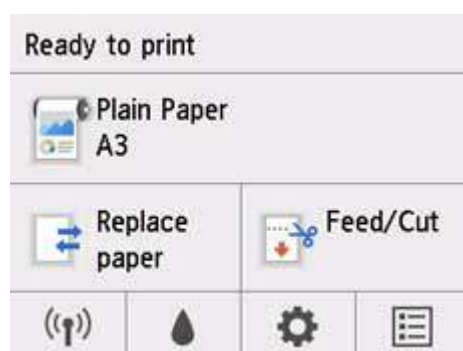 Ready to print
Plain Paper
A3
Replace
paper
Feed/Cut